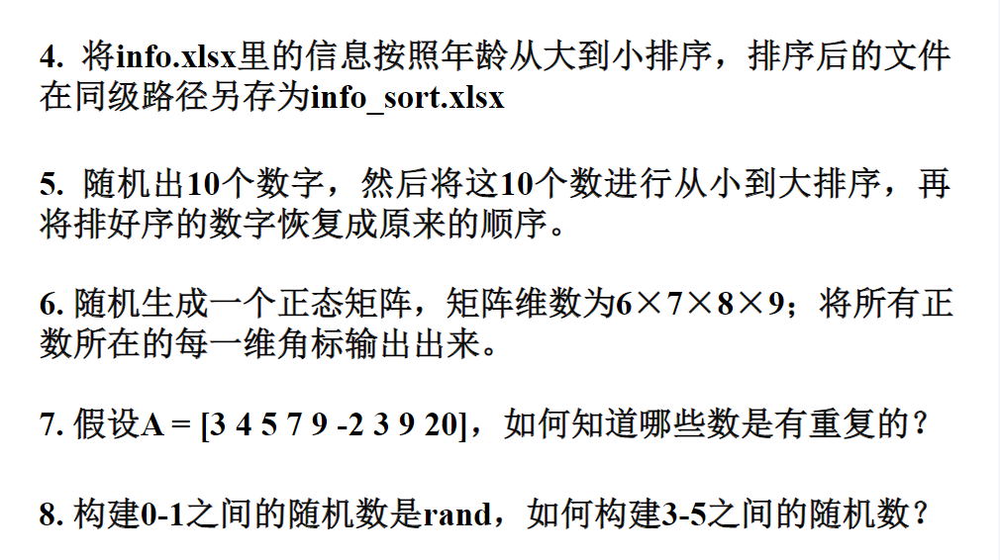 4. 将info.xlsx里的信息按照年龄从大到小排序，排序后的文件
在同级路径另存为info_sort.xlsx
5. 随机出10个数字，然后将这10个数进行从小到大排序，再
将排好序的数字恢复成原来的顺序。
6. 随机生成一个正态矩阵，矩阵维数为6×7×8×9；将所有正
数所在的每一维角标输出出来。
7. 假设A = [3 4 5 7 9 -2 3 9 20]，如何知道哪些数是有重复的？
8. 构建0-1之间的随机数是rand，如何构建3-5之间的随机数？